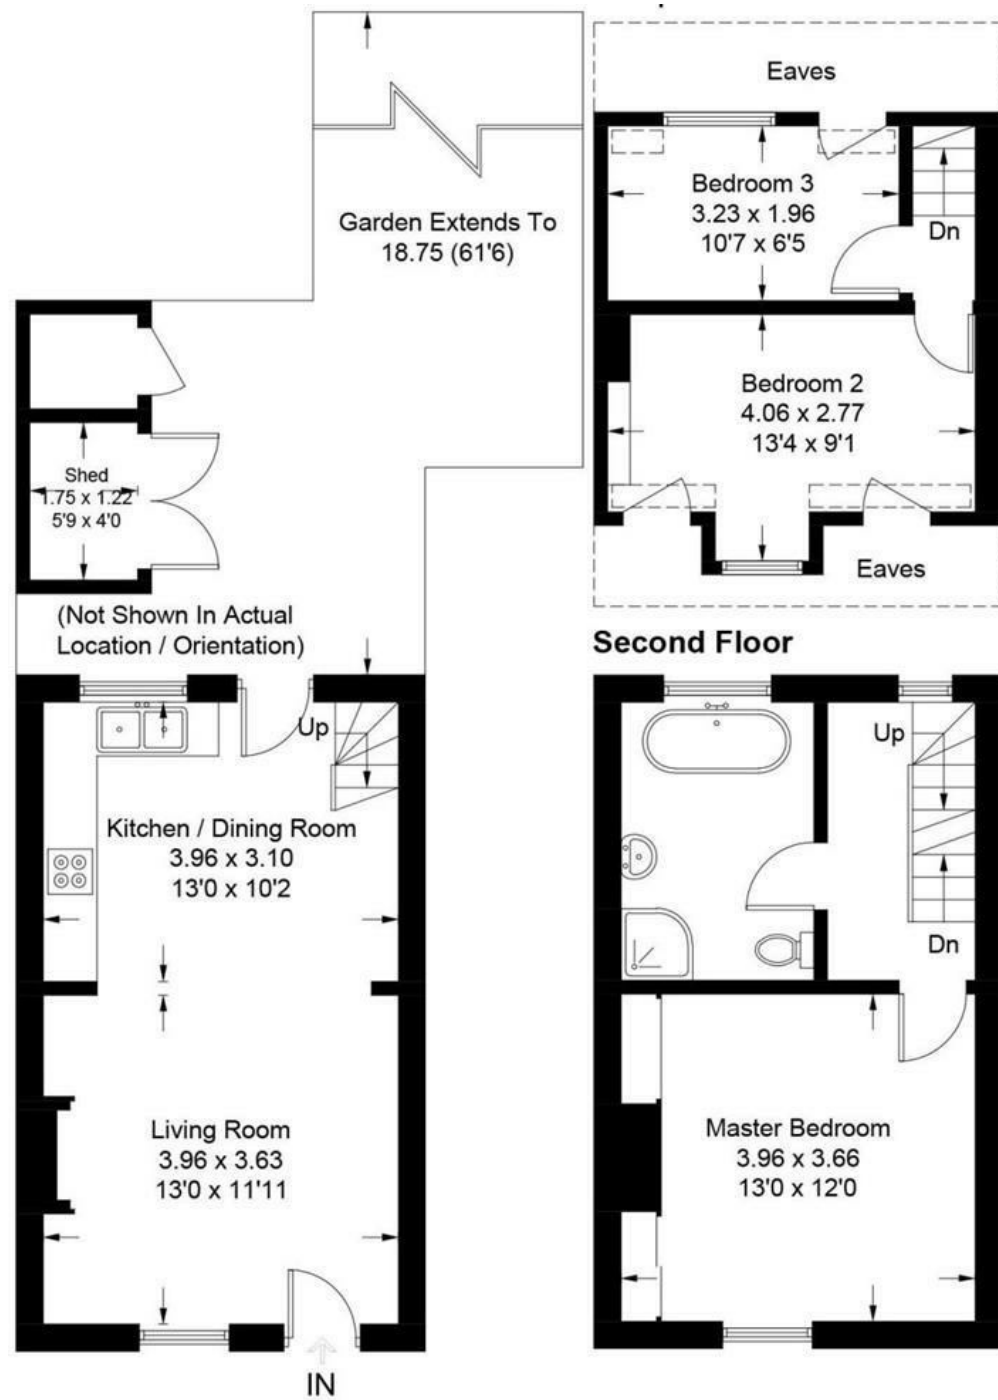 Garden Extends To
18.75 (61'6)
Shed
1.75 x 1.22
5'9 x 4'0
(Not Shown In Actual
Location / Orientation)
Up
Kitchen / Dining Room
3.96 x 3.10
13'0 x 10'2
Living Room
3.96 x 3.63
13'0 x 11'11
IN
Eaves
Bedroom 3
3.23 x 1.96
10'7 x 6'5
Dn
Bedroom 2
4.06 x 2.77
13'4 x 9'1
Eaves
Second Floor
Up
Dn
Master Bedroom
3.96 x 3.66
13'0 x 12'0